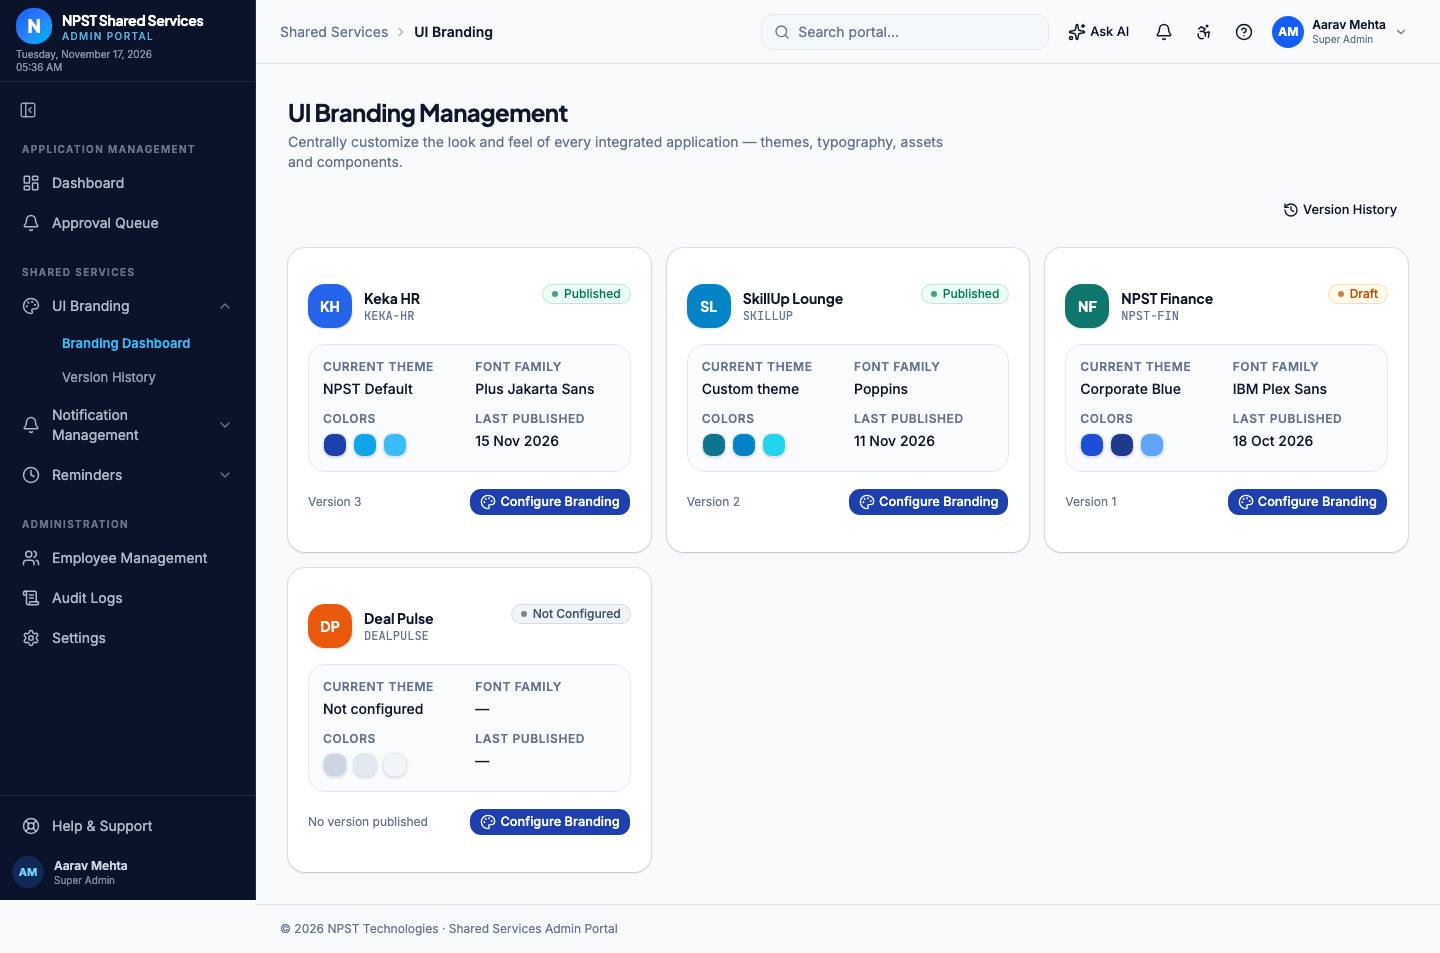 N
NPST Shared Services
ADMIN PORTAL
Tuesday, November 17, 2026
05:36 AM
APPLICATION MANAGEMENT
Dashboard
Approval Queue
SHARED SERVICES
UI Branding
Branding Dashboard
Version History
Notification
Management
Reminders
ADMINISTRATION
Employee Management
Audit Logs
Settings
Help & Support
AM
Aarav Mehta
Super Admin
Shared Services > UI Branding
Search portal...
Ask AI
AM
Aarav Mehta
Super Admin
UI Branding Management
Centrally customize the look and feel of every integrated application — themes, typography, assets
and components.
Version History
KH
Keka HR
KEKA-HR
Published
CURRENT THEME
NPST Default
FONT FAMILY
Plus Jakarta Sans
COLORS
LAST PUBLISHED
15 Nov 2026
Version 3
Configure Branding
SL
SkillUp Lounge
SKILLUP
Published
CURRENT THEME
Custom theme
FONT FAMILY
Poppins
COLORS
LAST PUBLISHED
11 Nov 2026
Version 2
Configure Branding
NF
NPST Finance
NPST-FIN
Draft
CURRENT THEME
Corporate Blue
FONT FAMILY
IBM Plex Sans
COLORS
LAST PUBLISHED
18 Oct 2026
Version 1
Configure Branding
DP
Deal Pulse
DEALPULSE
Not Configured
CURRENT THEME
Not configured
FONT FAMILY
—
COLORS
LAST PUBLISHED
—
No version published
Configure Branding
© 2026 NPST Technologies · Shared Services Admin Portal